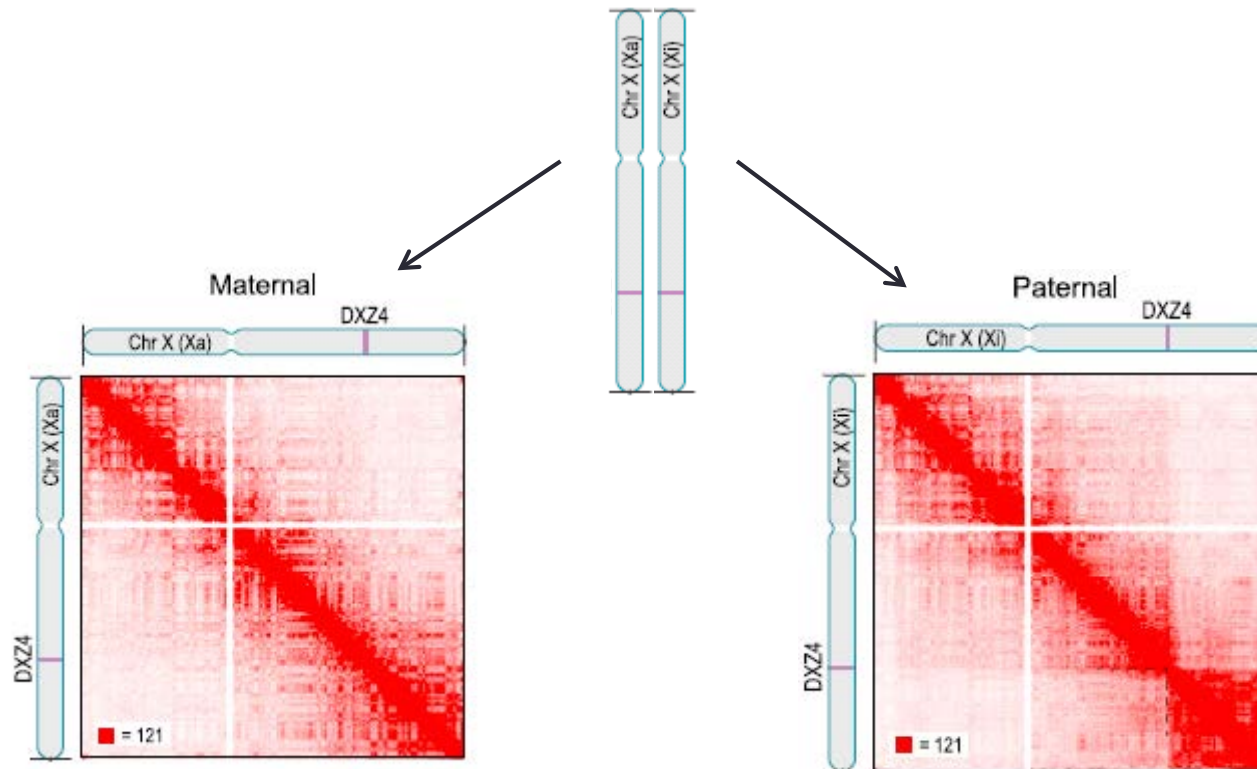 Chr X (Xa)
Chr X (Xi)
Maternal
DXZ4
Chr X (Xa)
Chr X (Xa)
DXZ4
= 121
Paternal
DXZ4
Chr X (Xi)
Chr X (Xi)
DXZ4
= 121